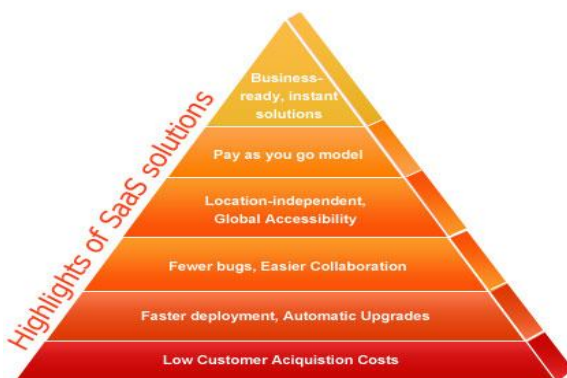 Highlights of SaaS solutions
Business-
ready, instant
solutions
Pay as you go model
Location-independent,
Global Accessibility
Fewer bugs, Easier Collaboration
Faster deployment, Automatic Upgrades
Low Customer Aciquistion Costs